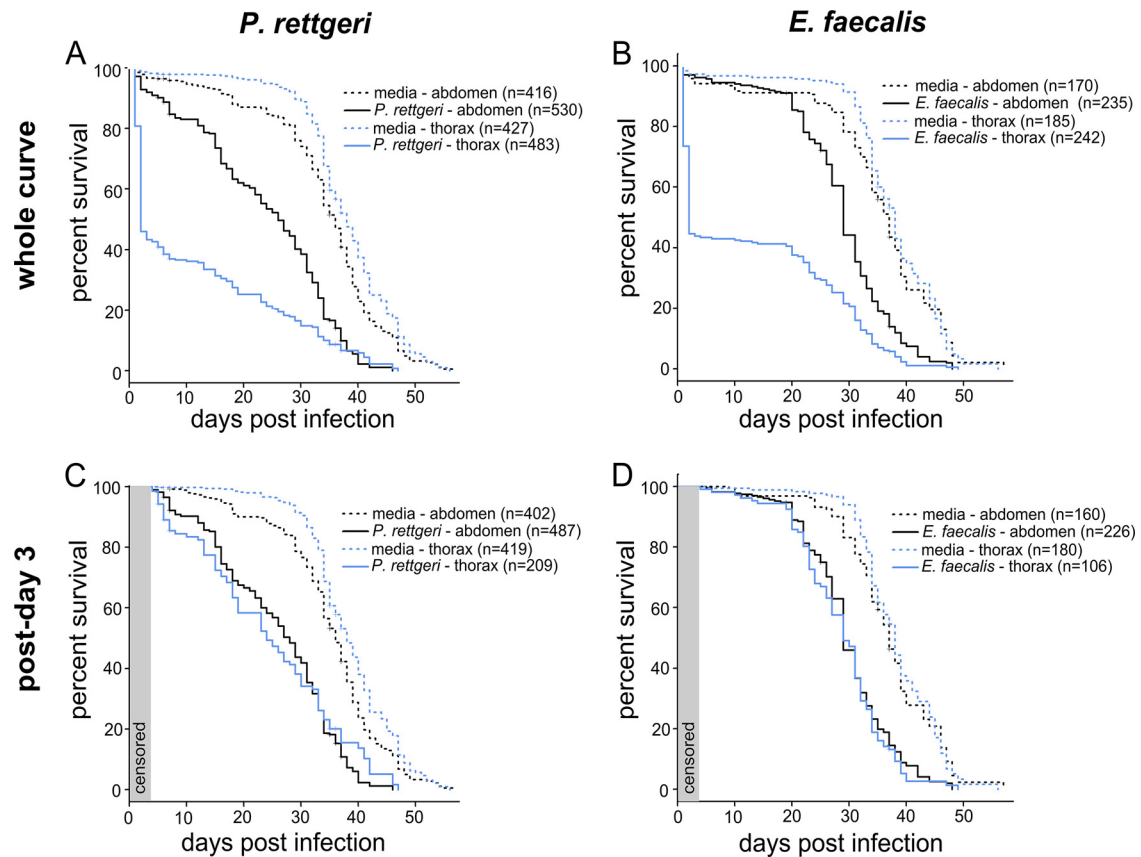 P. rettgeri
E. faecalis
whole curve
A
percent survival
100
80
60
40
20
0
0 10 20 30 40 50
days post infection
media - abdomen (n=416)
P. rettgeri - abdomen (n=530)
media - thorax (n=427)
P. rettgeri - thorax (n=483)
B
percent survival
100
80
60
40
20
0
0 10 20 30 40 50
days post infection
media - abdomen (n=170)
E. faecalis - abdomen (n=235)
media - thorax (n=185)
E. faecalis - thorax (n=242)
post-day 3
C
percent survival
100
80
60
40
20
0
censored
0 10 20 30 40 50
days post infection
media - abdomen (n=402)
P. rettgeri - abdomen (n=487)
media - thorax (n=419)
P. rettgeri - thorax (n=209)
D
percent survival
100
80
60
40
20
0
censored
0 10 20 30 40 50
days post infection
media - abdomen (n=160)
E. faecalis - abdomen (n=226)
media - thorax (n=180)
E. faecalis - thorax (n=106)